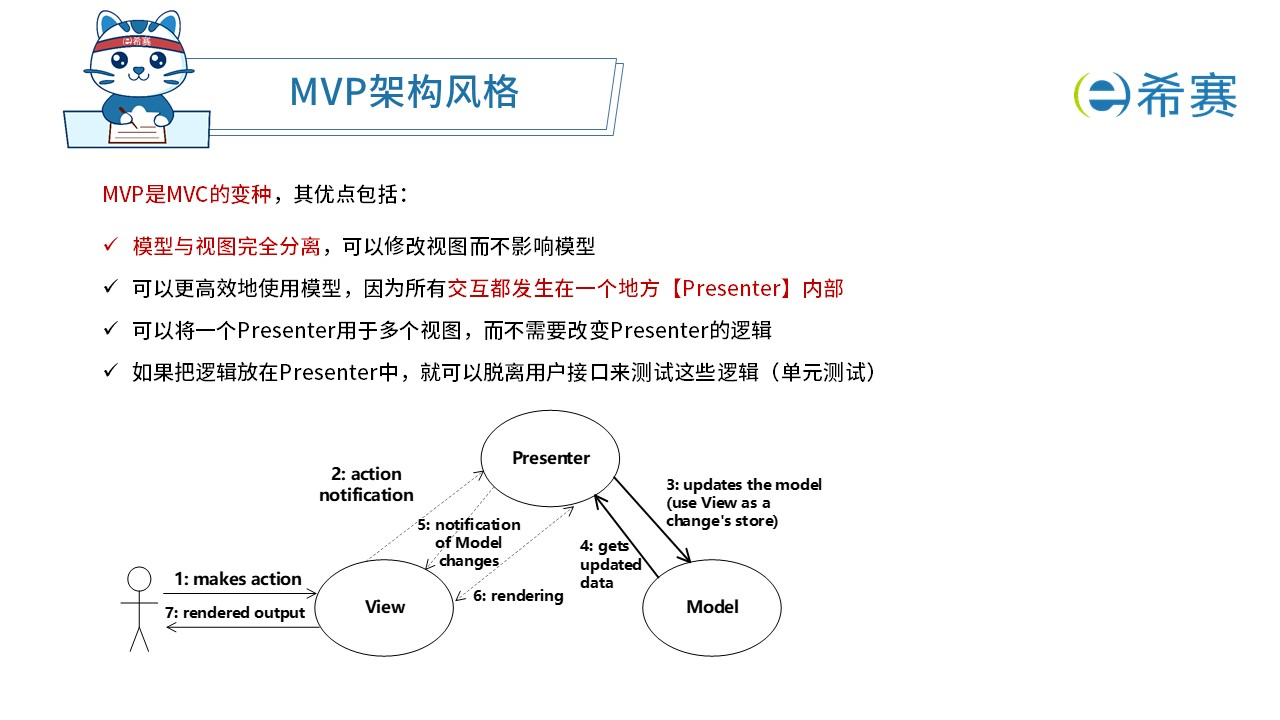 希赛
MVP架构风格
希赛
MVP是MVC的变种，其优点包括：
模型与视图完全分离，可以修改视图而不影响模型
可以更高效地使用模型，因为所有交互都发生在一个地方【Presenter】内部
可以将一个Presenter用于多个视图，而不需要改变Presenter的逻辑
如果把逻辑放在Presenter中，就可以脱离用户接口来测试这些逻辑（单元测试）
Presenter
2: action
notification
3: updates the model
(use View as a
change's store)
5: notification
of Model
changes
4: gets
updated
data
1: makes action
6: rendering
7: rendered output
View
Model